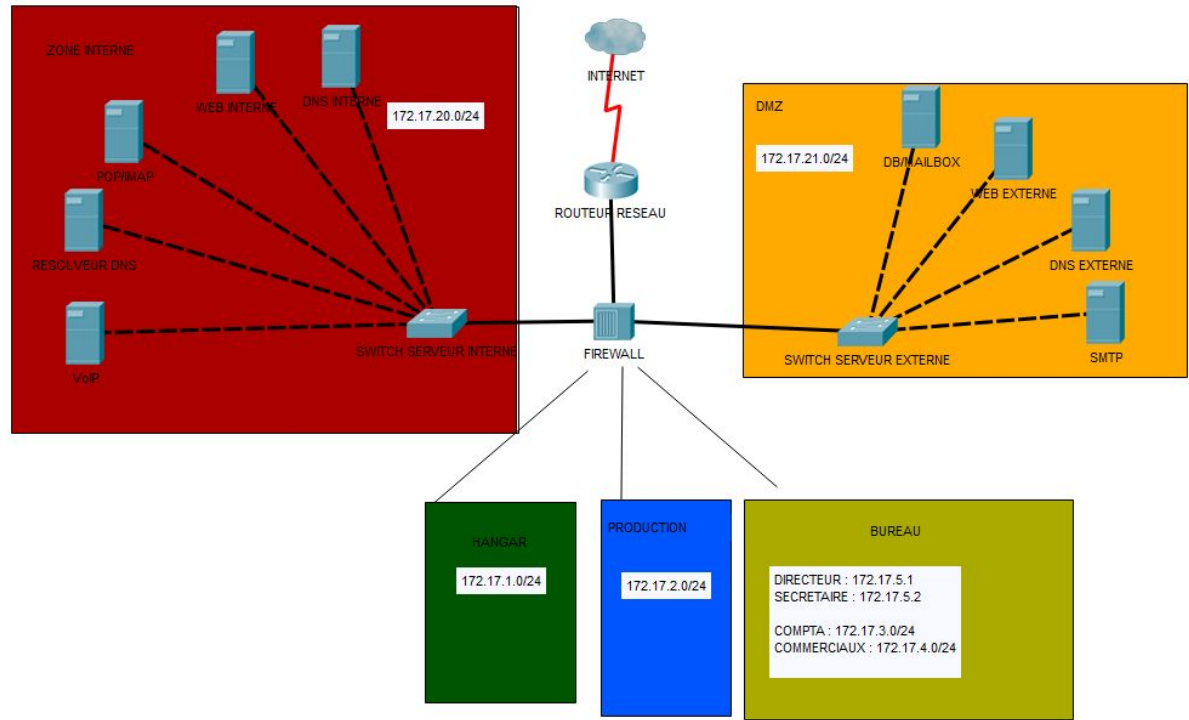 ZONE INTERNE
WEB INTERNE
DNS INTERNE
172.17.20.0/24
POP/IMAP
RESOLVEUR DNS
VoIP
SWITCH SERVEUR INTERNE
INTERNET
ROUTEUR RESEAU
FIREWALL
DMZ
172.17.21.0/24
DB/MAILBOX
WEB EXTERNE
DNS EXTERNE
SMTP
SWITCH SERVEUR EXTERNE
HANGAR
172.17.1.0/24
PRODUCTION
172.17.2.0/24
BUREAU
DIRECTEUR : 172.17.5.1
SECRETAIRE : 172.17.5.2
COMPTA : 172.17.3.0/24
COMMERCIAUX : 172.17.4.0/24